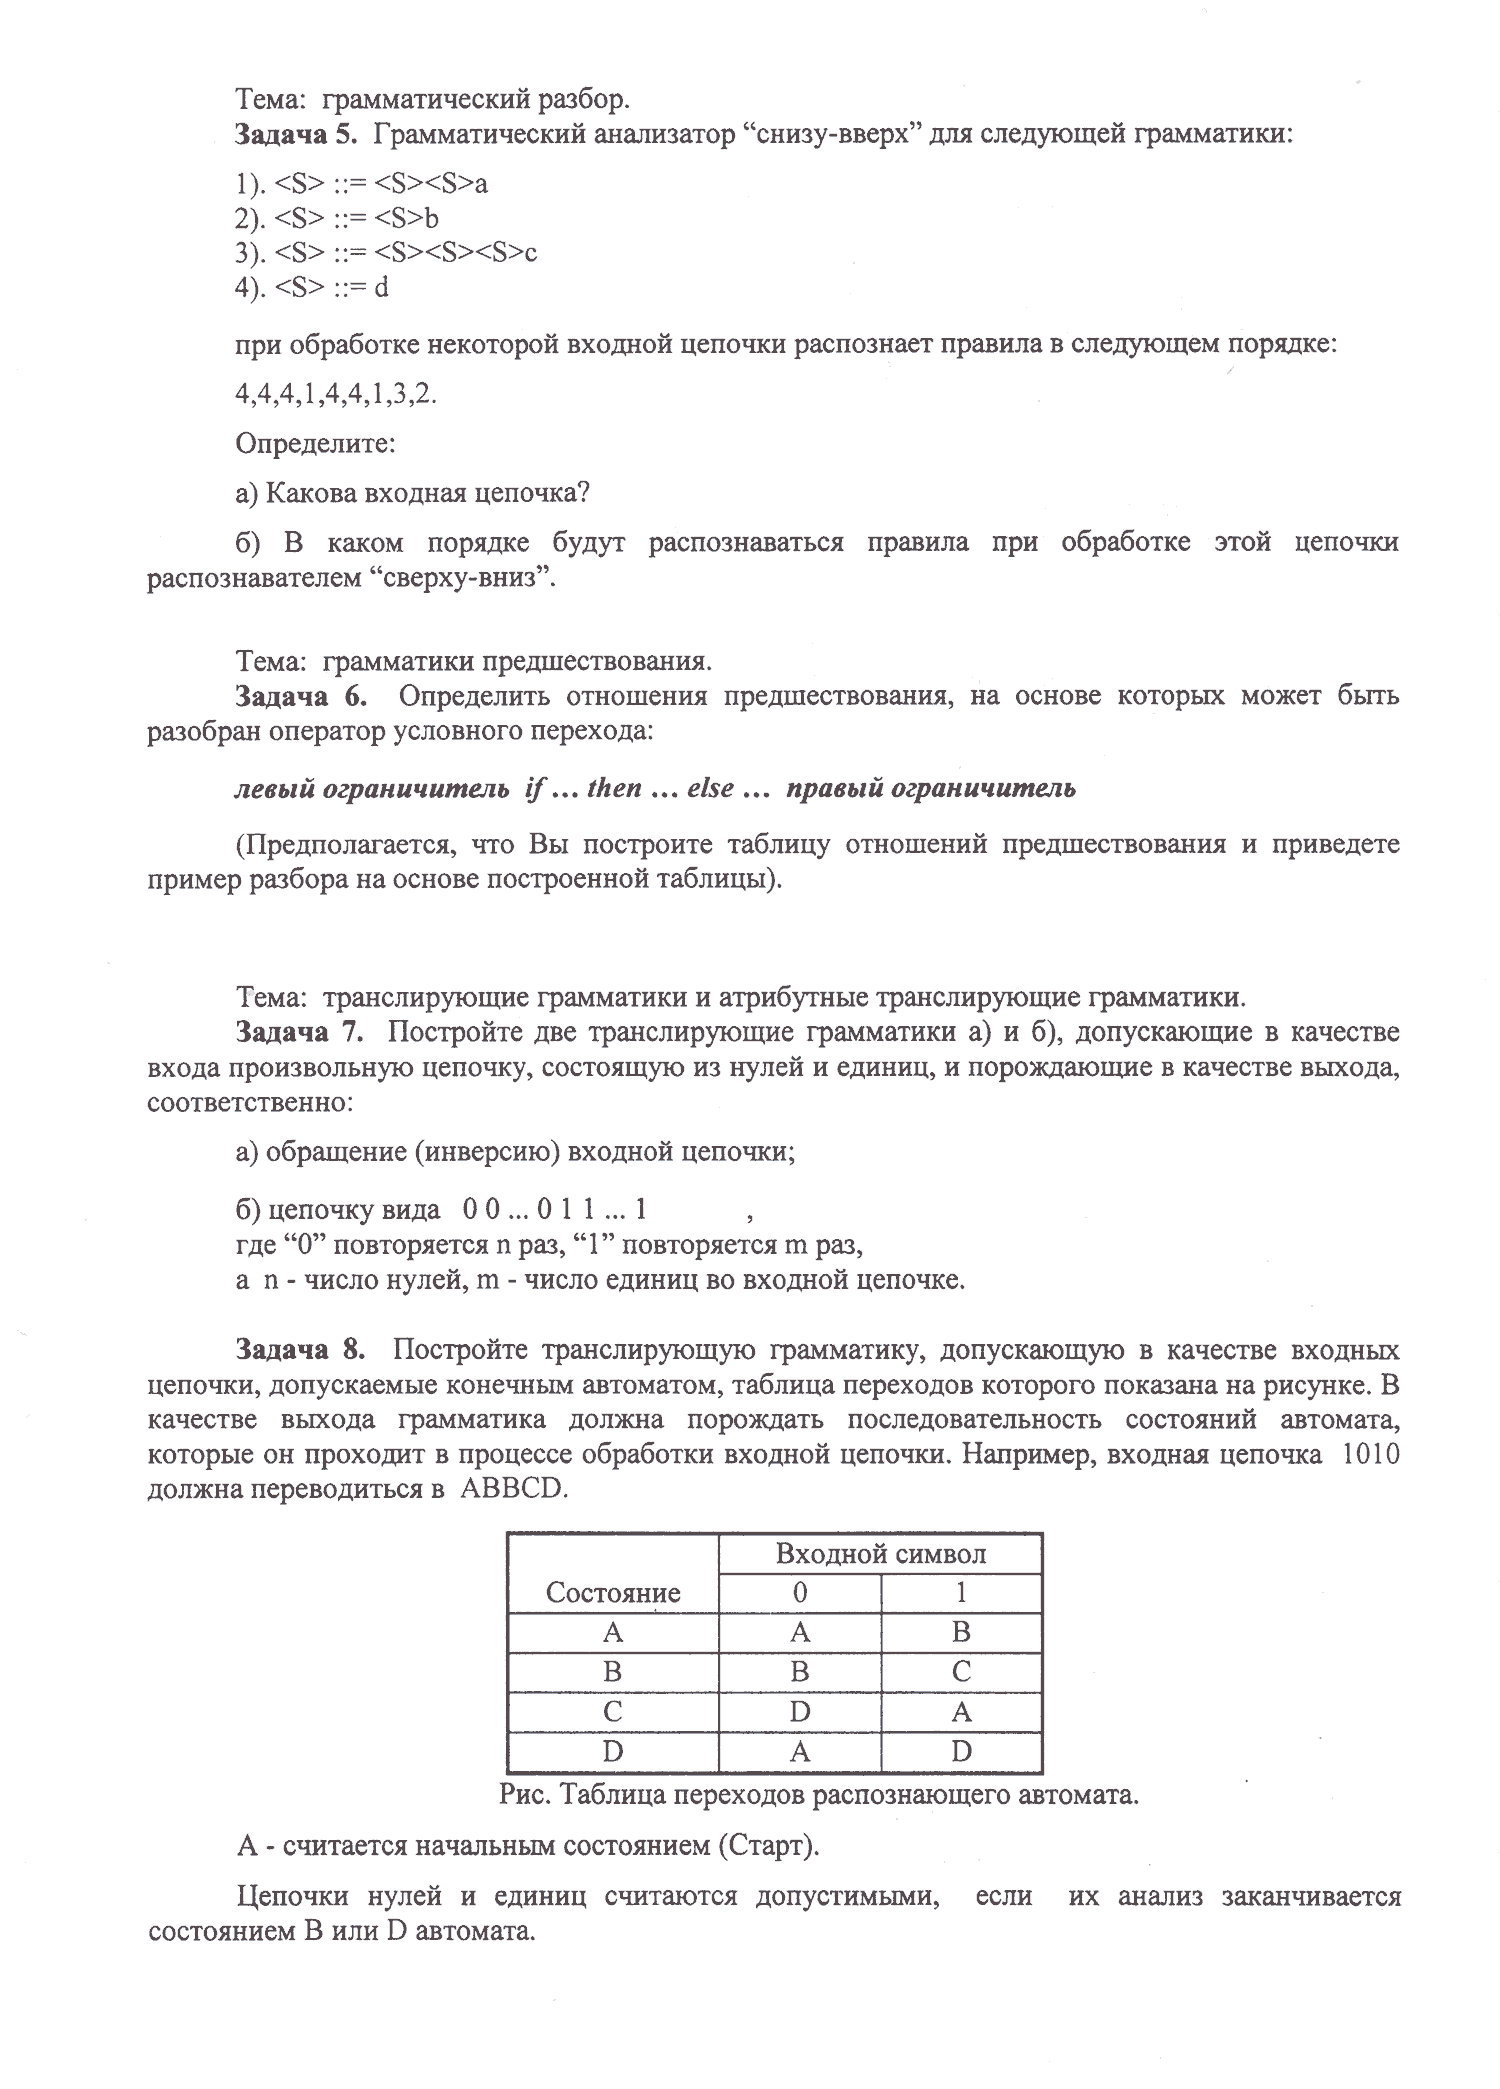 Тема: грамматический разбор.
Задача 5. Грамматический анализатор “снизу-вверх” для следующей грамматики:
1). <S> ::= <S><S>a
2). <S> ::= <S>b
3). <S> ::= <S><S><S>c
4). <S> ::= d
при обработке некоторой входной цепочки распознает правила в следующем порядке:
4,4,4,1,4,4,1,3,2.
Определите:
а) Какова входная цепочка?
б) В каком порядке будут распознаваться правила при обработке этой цепочки
распознавателем “сверху-вниз”.
Тема: грамматики предшествования.
Задача 6. Определить отношения предшествования, на основе которых может быть
разобран оператор условного перехода:
левый ограничитель if ... then ... else ... правый ограничитель
(Предполагается, что Вы построите таблицу отношений предшествования и приведете
пример разбора на основе построенной таблицы).
Тема: транслирующие грамматики и атрибутные транслирующие грамматики.
Задача 7. Постройте две транслирующие грамматики а) и б), допускающие в качестве
входа произвольную цепочку, состоящую из нулей и единиц, и порождающие в качестве выхода,
соответственно:
а) обращение (инверсию) входной цепочки;
б) цепочку вида 0 0 ... 0 1 1 ... 1 ,
где “0” повторяется n раз, “1” повторяется m раз,
а n - число нулей, m - число единиц во входной цепочке.
Задача 8. Постройте транслирующую грамматику, допускающую в качестве входных
цепочки, допускаемые конечным автоматом, таблица переходов которого показана на рисунке. В
качестве выхода грамматика должна порождать последовательность состояний автомата,
которые он проходит в процессе обработки входной цепочки. Например, входная цепочка 1010
должна переводиться в ABBCD.
Входной символ
Состояние 0 1
A A B
B B C
C D A
D A D
Рис. Таблица переходов распознающего автомата.
А - считается начальным состоянием (Старт).
Цепочки нулей и единиц считаются допустимыми, если их анализ заканчивается
состоянием B или D автомата.